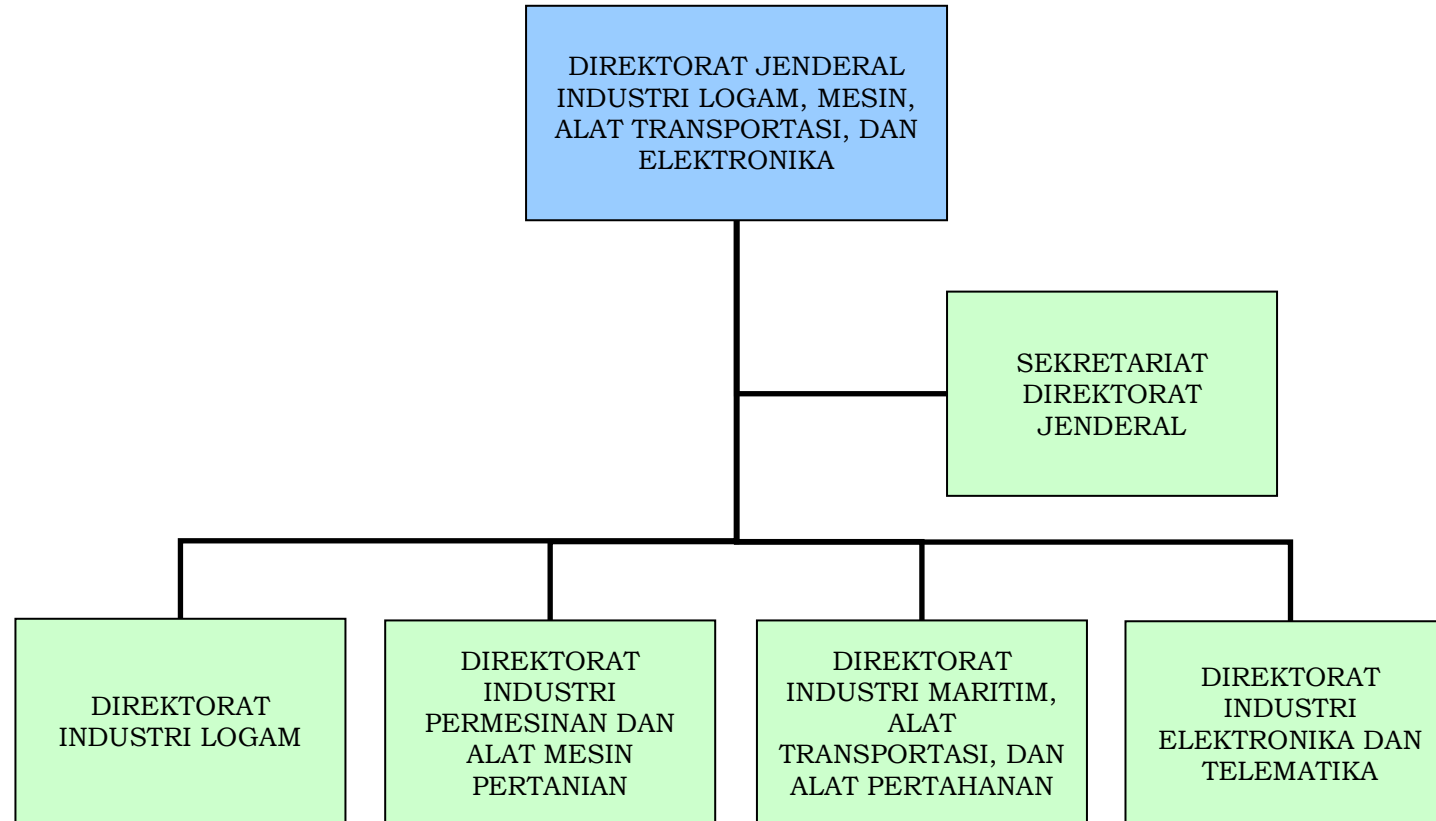 DIREKTORAT JENDERAL
INDUSTRI LOGAM, MESIN,
ALAT TRANSPORTASI, DAN
ELEKTRONIKA
SEKRETARIAT
DIREKTORAT
JENDERAL
DIREKTORAT
INDUSTRI LOGAM
DIREKTORAT
INDUSTRI
PERMESINAN DAN
ALAT MESIN
PERTANIAN
DIREKTORAT
INDUSTRI MARITIM,
ALAT
TRANSPORTASI, DAN
ALAT PERTAHANAN
DIREKTORAT
INDUSTRI
ELEKTRONIKA DAN
TELEMATIKA